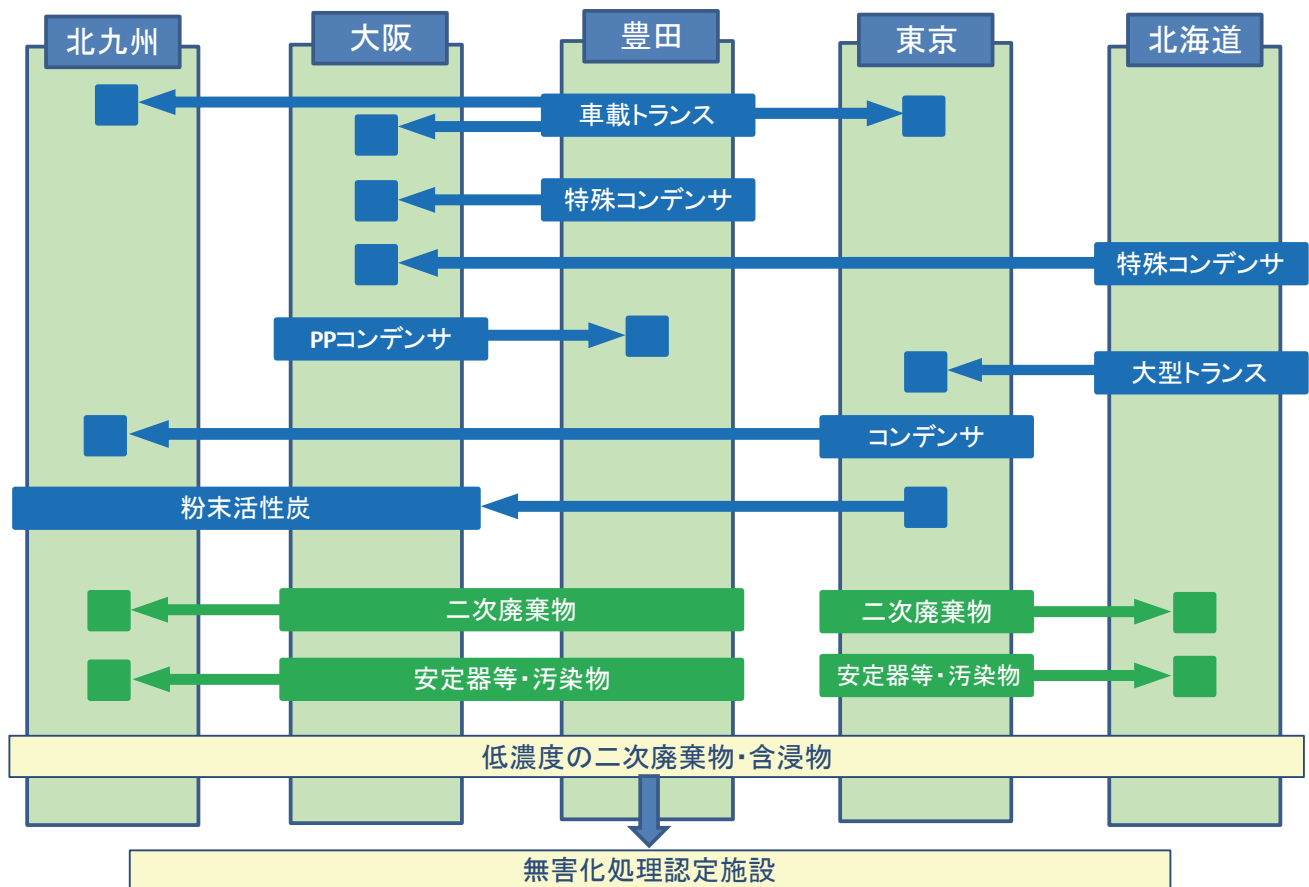 北九州
大阪
豊田
東京
北海道
車載トランス
特殊コンデンサ
特殊コンデンサ
PPコンデンサ
大型トランス
コンデンサ
粉末活性炭
二次廃棄物
二次廃棄物
安定器等・汚染物
安定器等・汚染物
低濃度の二次廃棄物・含浸物
無害化処理認定施設